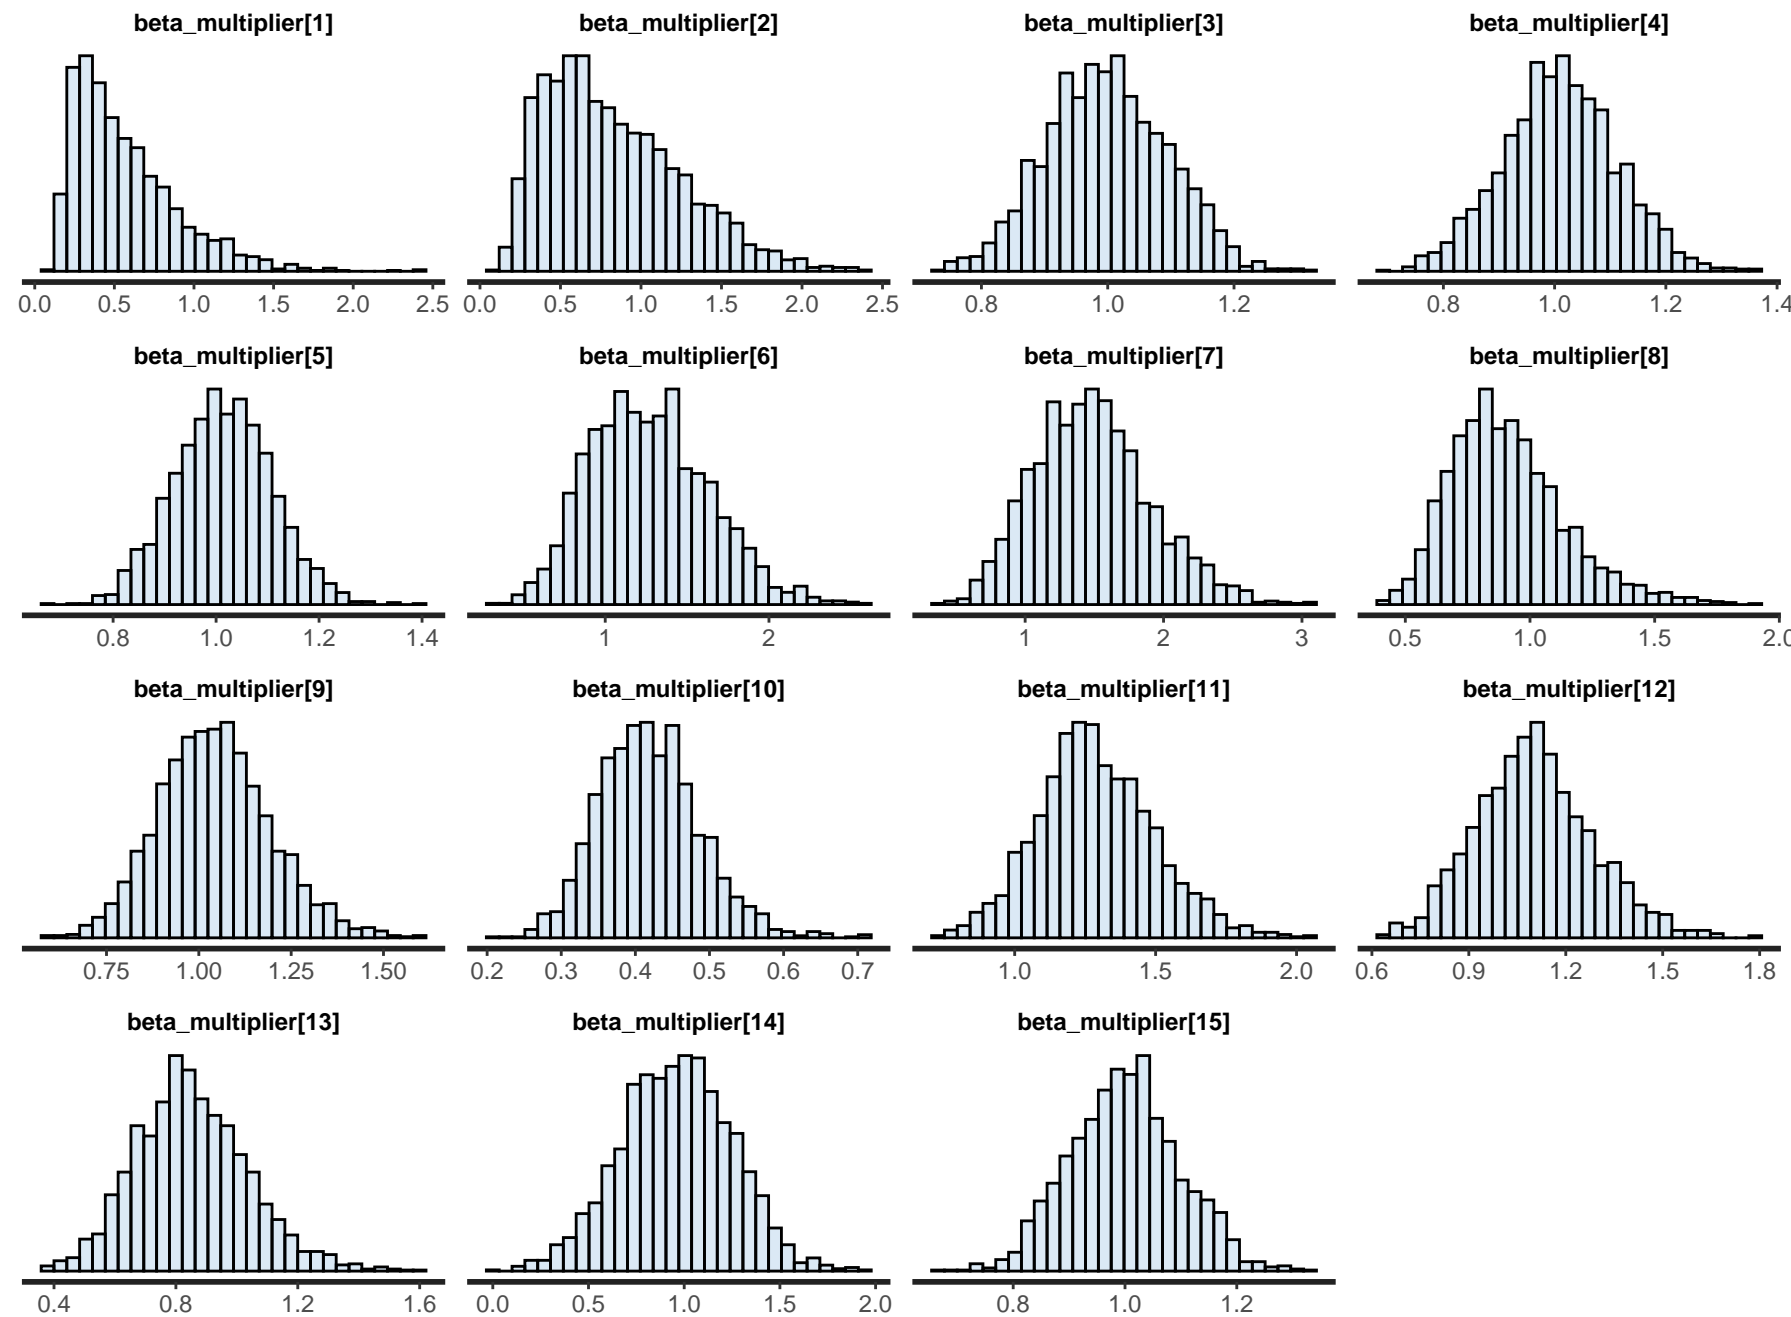 beta_multiplier[1] beta_multiplier[2] beta_multiplier[3] beta_multiplier[4]
0.0 0.5 1.0 1.5 2.0 2.5 0.0 0.5 1.0 1.5 2.0 2.5 0.8 1.0 1.2 0.8 1.0 1.2 1.4
beta_multiplier[5] beta_multiplier[6] beta_multiplier[7] beta_multiplier[8]
0.8 1.0 1.2 1.4 1 2 1 2 3 0.5 1.0 1.5 2.0
beta_multiplier[9] beta_multiplier[10] beta_multiplier[11] beta_multiplier[12]
0.75 1.00 1.25 1.50 0.2 0.3 0.4 0.5 0.6 0.7 1.0 1.5 2.0 0.6 0.9 1.2 1.5 1.8
beta_multiplier[13] beta_multiplier[14] beta_multiplier[15]
0.4 0.8 1.2 1.6 0.0 0.5 1.0 1.5 2.0 0.8 1.0 1.2